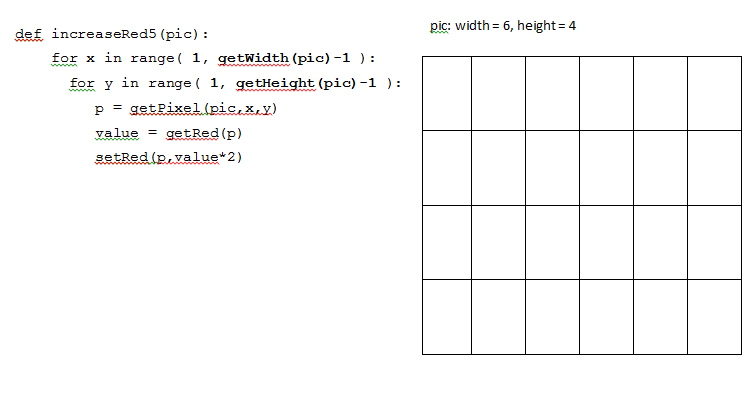 def increaseRed5(pic):
for x in range( 1, getWidth(pic)-1 ):
for y in range( 1, getHeight(pic)-1 ):
p = getPixel(pic,x,y)
value = getRed(p)
setRed(p,value*2)
pic: width = 6, height = 4